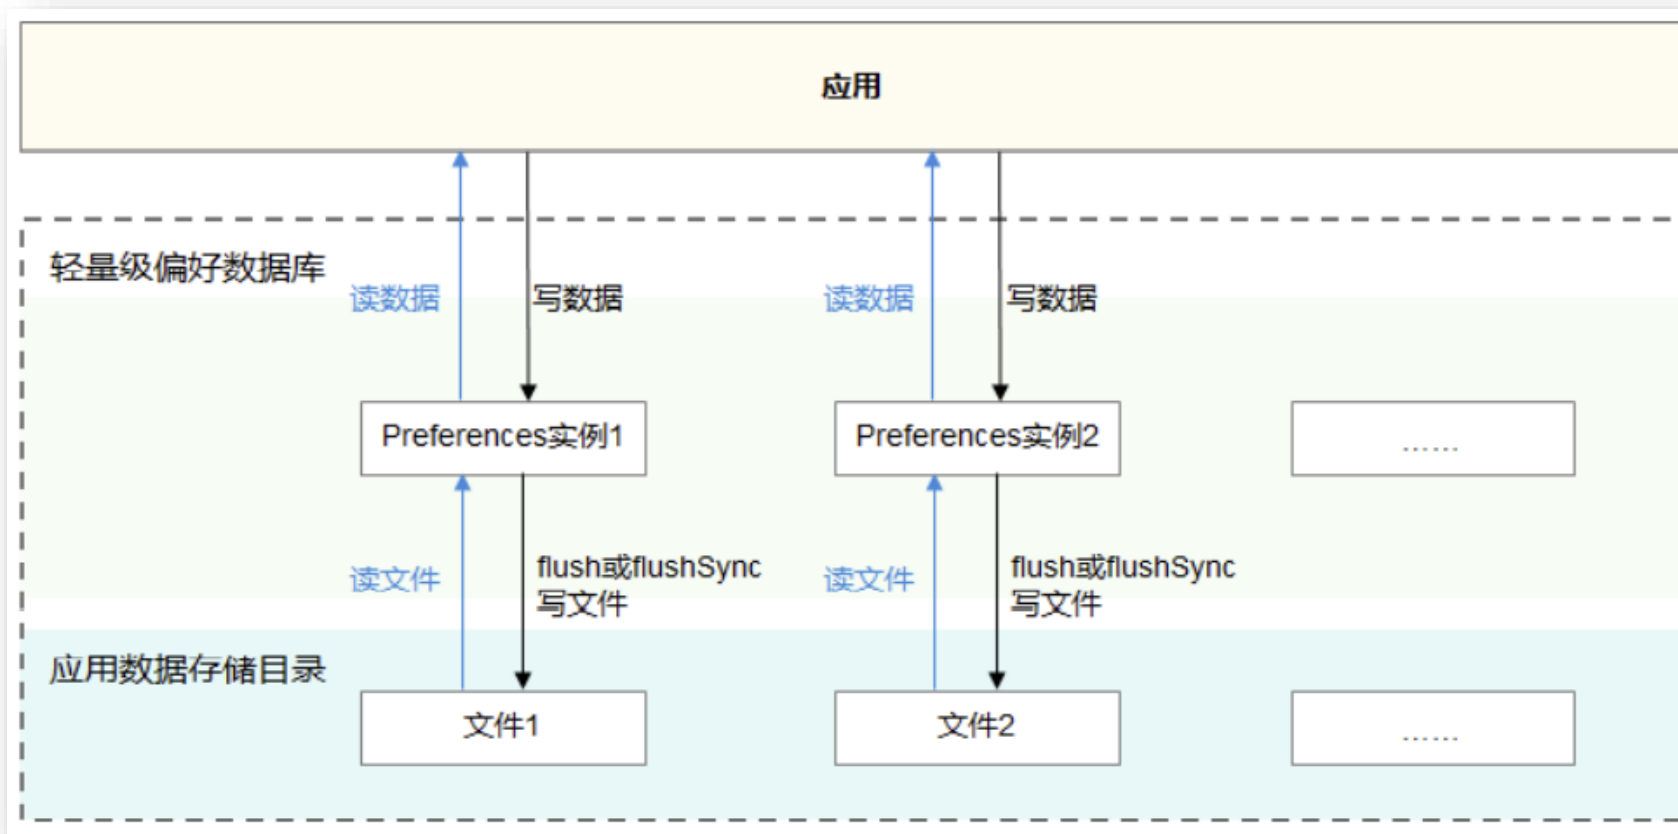 应用
轻量级偏好数据库
读数据
写数据
读数据
写数据
Preferences实例1
Preferences实例2
......
读文件
flush或flushSync
写文件
读文件
flush或flushSync
写文件
应用数据存储目录
文件1
文件2
......